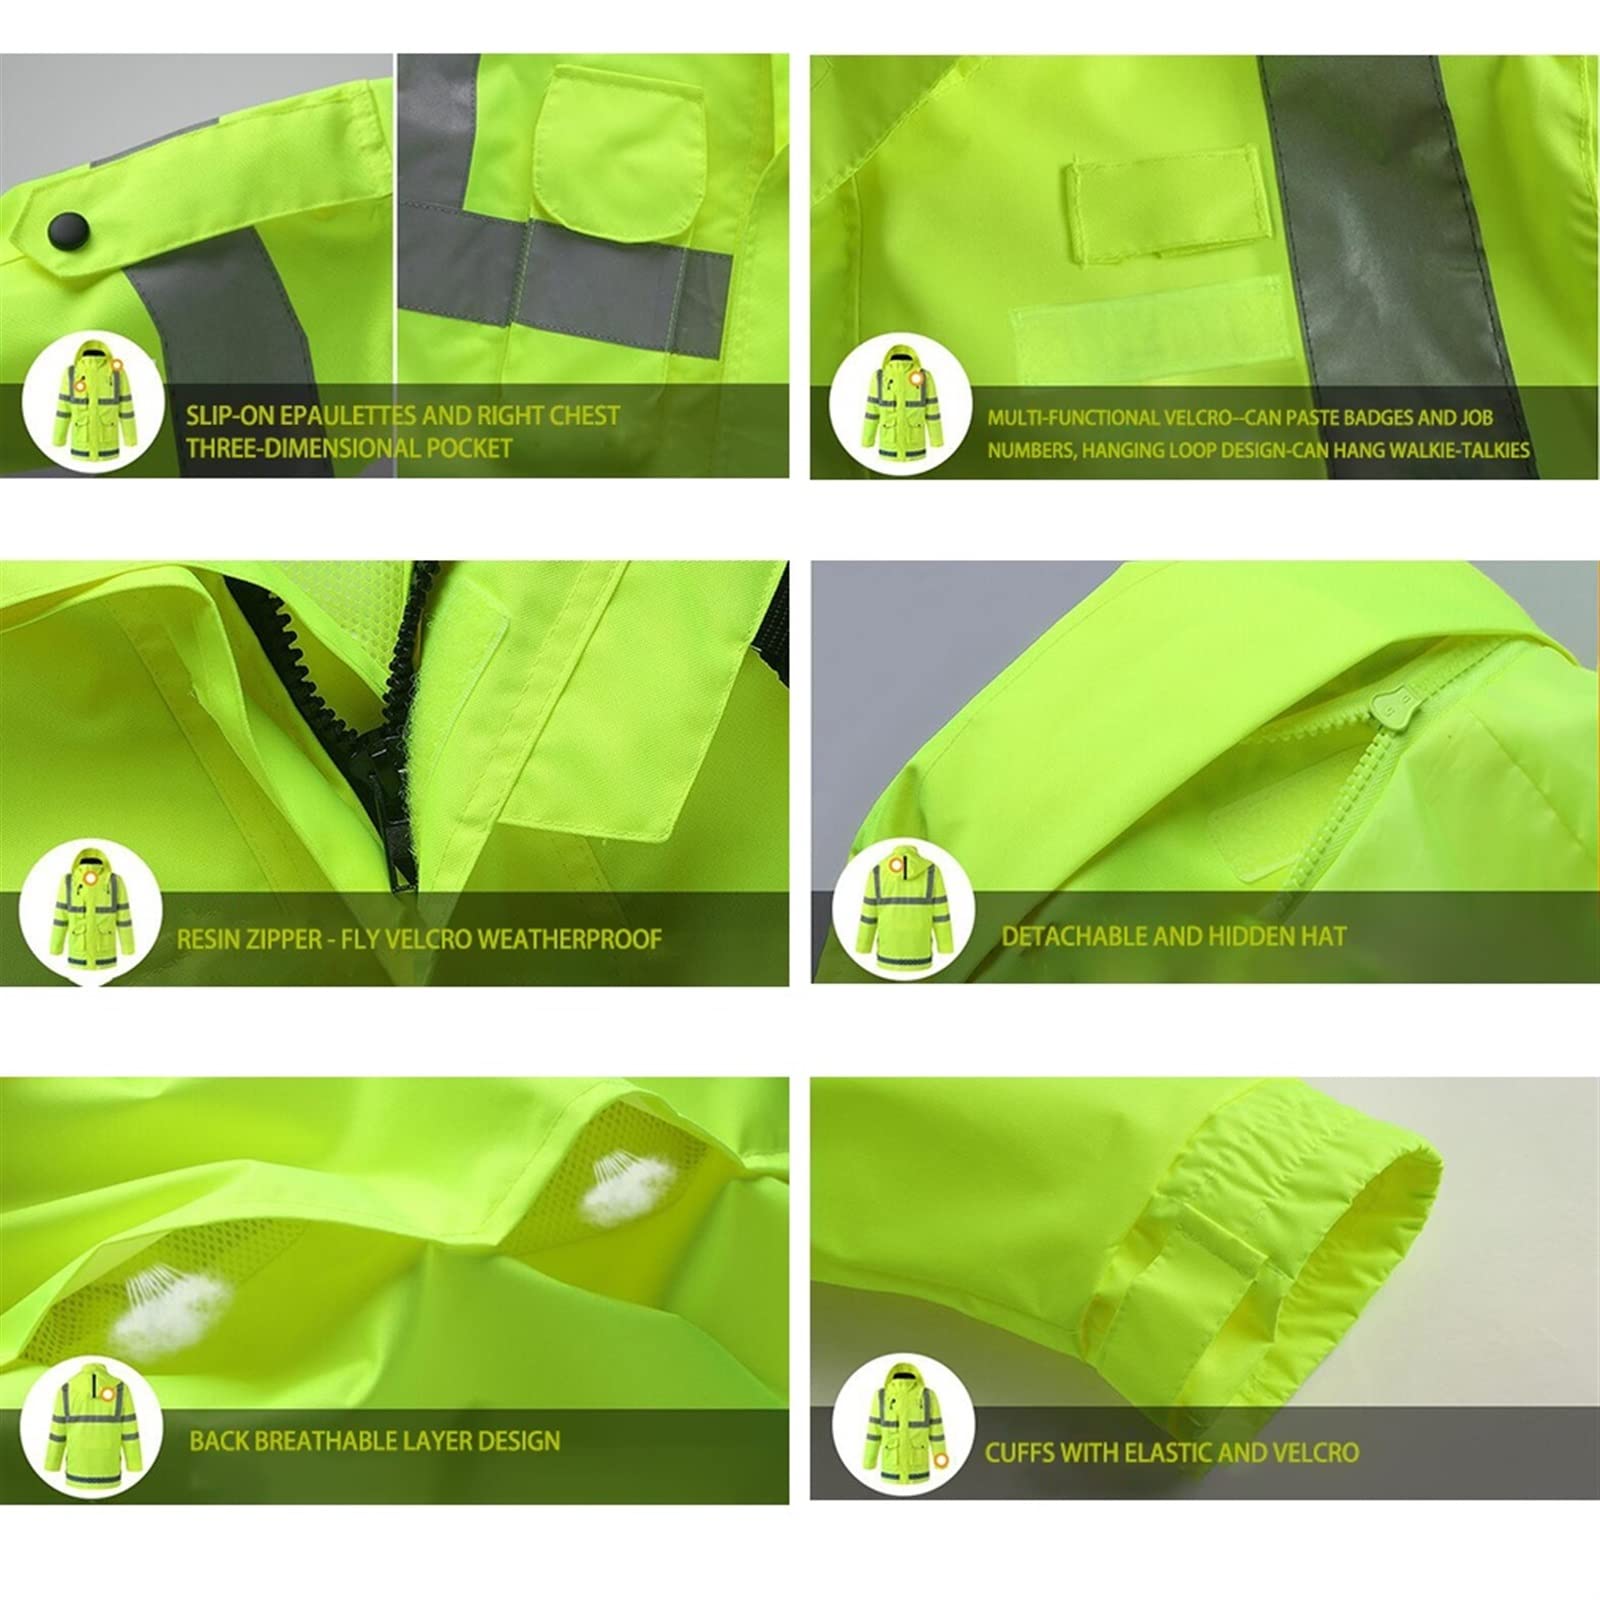 SLIP-ON EPAULETTES AND RIGHT CHEST
THREE-DIMENSIONAL POCKET
MULTI-FUNCTIONAL VELCRO--CAN PASTE BADGES AND JOB
NUMBERS, HANGING LOOP DESIGN-CAN HANG WALKIE-TALKIES
RESIN ZIPPER - FLY VELCRO WEATHERPROOF
DETACHABLE AND HIDDEN HAT
BACK BREATHABLE LAYER DESIGN
CUFFS WITH ELASTIC AND VELCRO